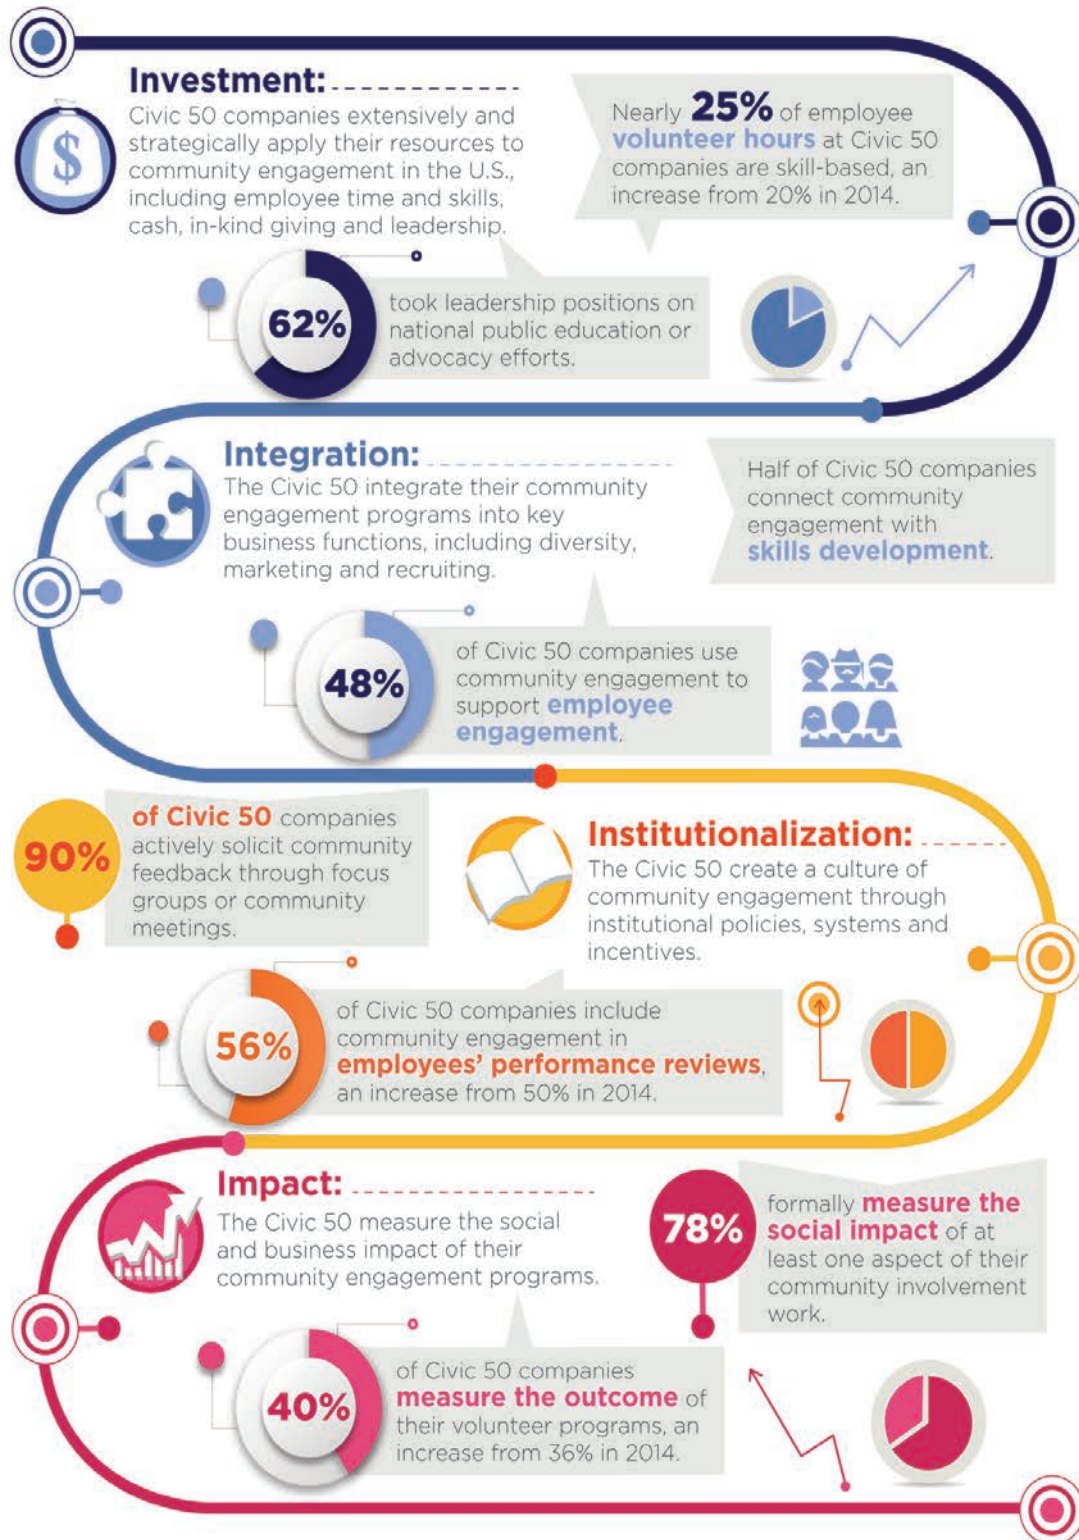 Investment:
Civic 50 companies extensively and
strategically apply their resources to
community engagement in the U.S.,
including employee time and skills,
cash, in-kind giving and leadership.
Nearly 25% of employee
volunteer hours at Civic 50
companies are skill-based, an
increase from 20% in 2014.
$
62%
took leadership positions on
national public education or
advocacy efforts.
Integration:
The Civic 50 integrate their community
engagement programs into key
business functions, including diversity,
marketing and recruiting.
Half of Civic 50 companies
connect community
engagement with
skills development.
48%
of Civic 50 companies use
community engagement to
support employee
engagement.
90%
of Civic 50 companies
actively solicit community
feedback through focus
groups or community
meetings.
Institutionalization:
The Civic 50 create a culture of
community engagement through
institutional policies, systems and
incentives.
56%
of Civic 50 companies include
community engagement in
employees' performance reviews,
an increase from 50% in 2014.
Impact:
The Civic 50 measure the social
and business impact of their
community engagement programs.
78%
formally measure the
social impact of at
least one aspect of their
community involvement
work.
40%
of Civic 50 companies
measure the outcome of
their volunteer programs, an
increase from 36% in 2014.